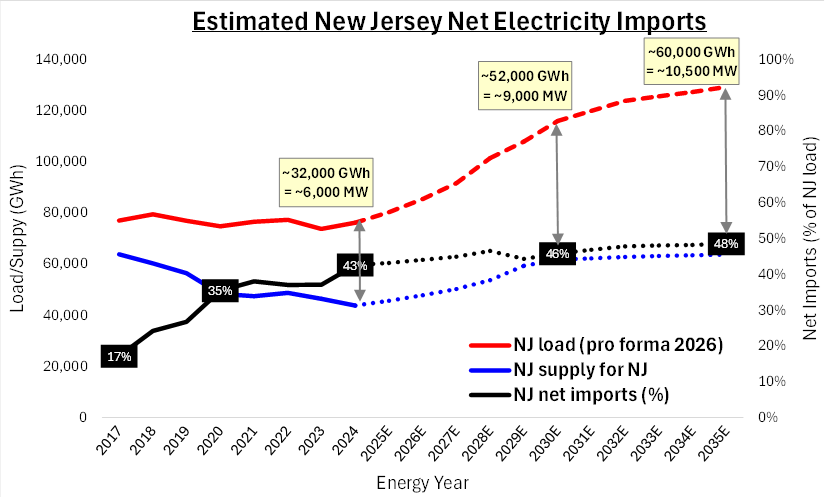 Estimated New Jersey Net Electricity Imports
140,000
120,000
100,000
80,000
60,000
40,000
20,000
0
Load/Suppy (GWh)
100%
90%
80%
70%
60%
50%
40%
30%
20%
10%
0%
Net Imports (% of NJ load)
~32,000 GWh
= ~6,000 MW
~52,000 GWh
= ~9,000 MW
~60,000 GWh
= ~10,500 MW
17%
35%
43%
46%
48%
NJ load (pro forma 2026)
NJ supply for NJ
NJ net imports (%)
2017
2018
2019
2020
2021
2022
2023
2024
2025E
2026E
2027E
2028E
2029E
2030E
2031E
2032E
2033E
2034E
2035E
Energy Year